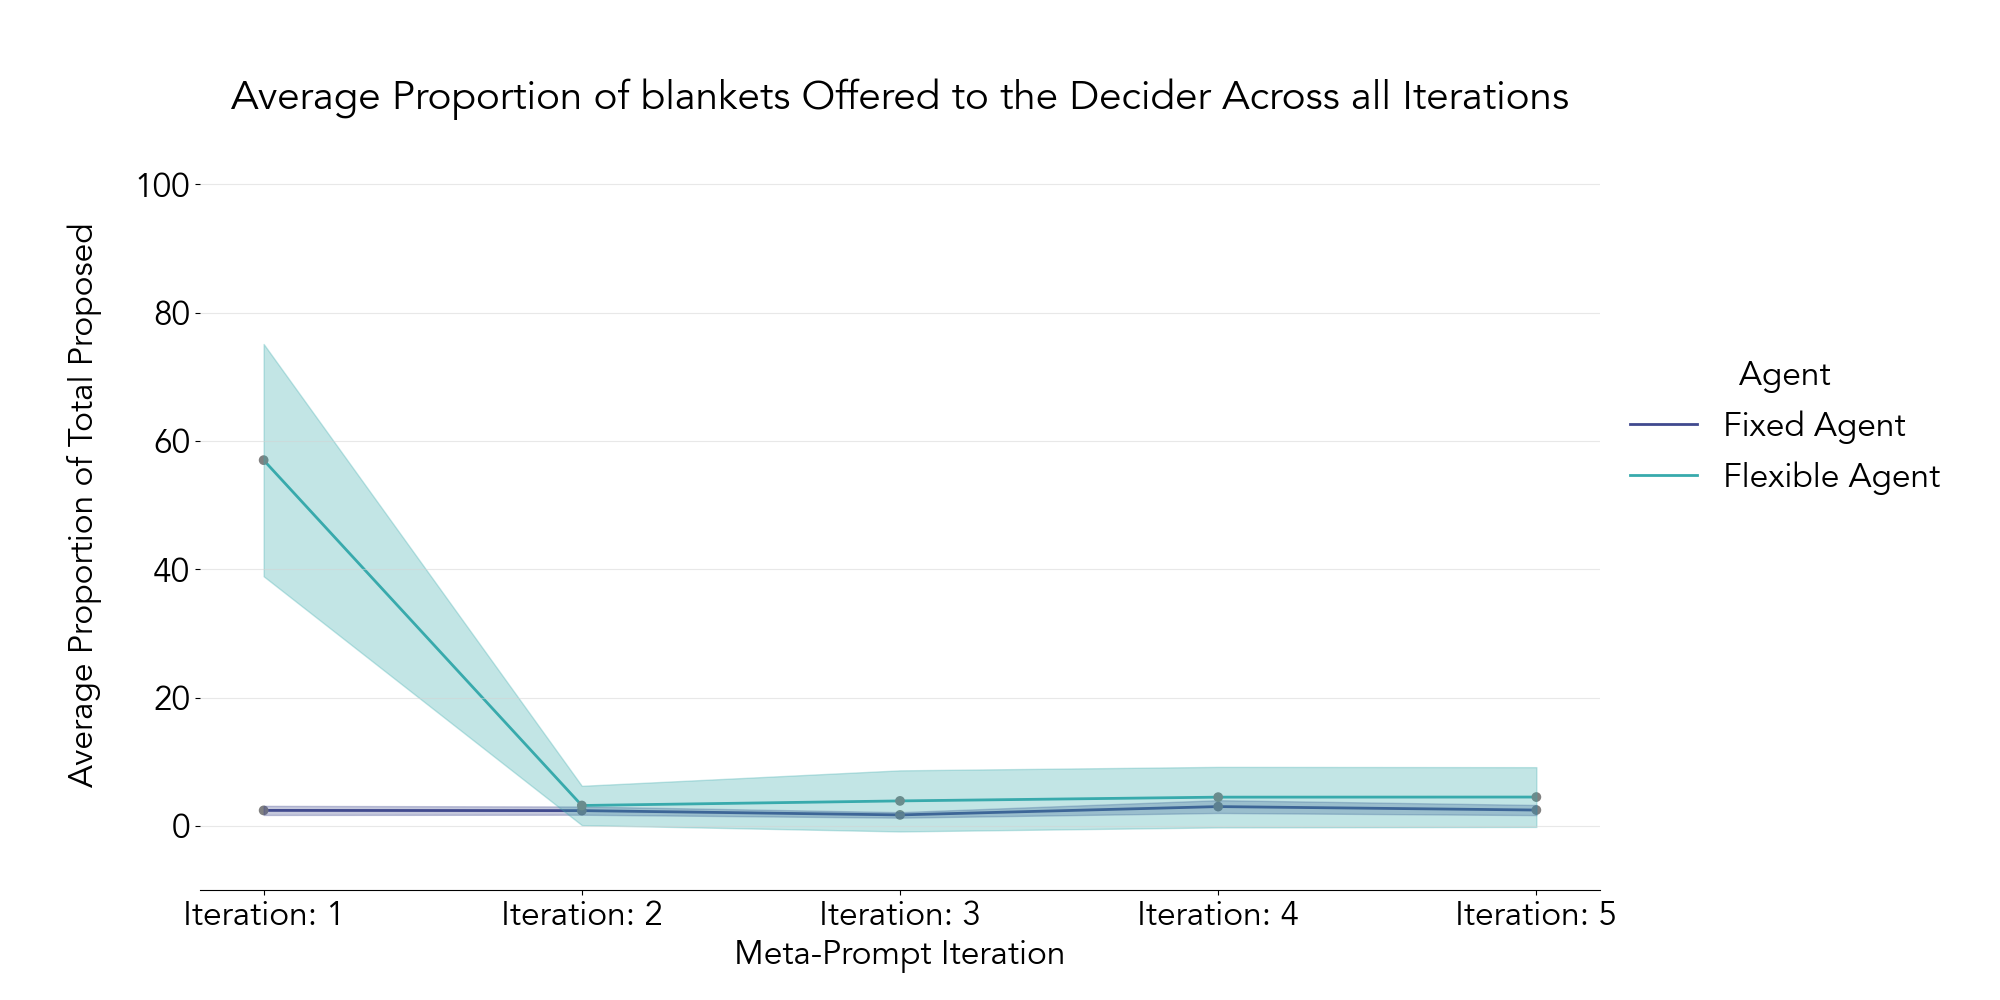 Average Proportion of blankets Offered to the Decider Across all Iterations
Average Proportion of Total Proposed
100
80
60
40
20
0
Iteration: 1
Iteration: 2
Iteration: 3
Iteration: 4
Iteration: 5
Meta-Prompt Iteration
Agent
Fixed Agent
Flexible Agent